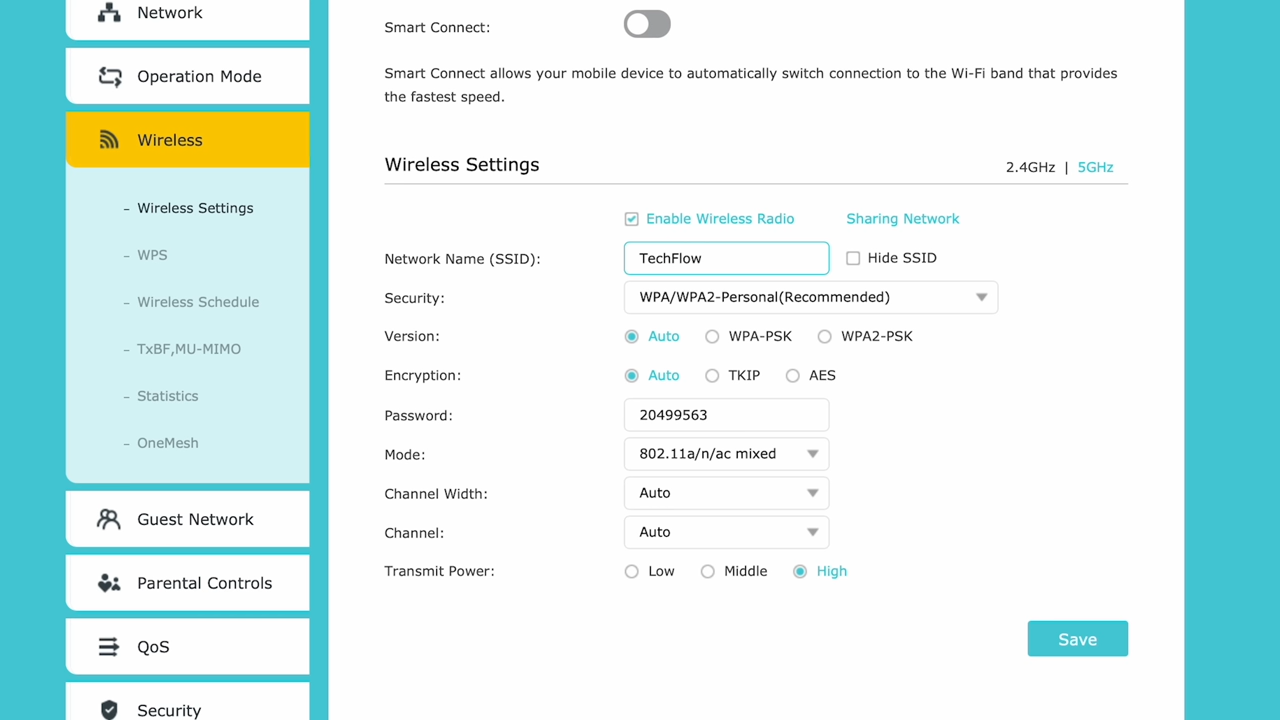 Network
Operation Mode
Wireless
– Wireless Settings
– WPS
– Wireless Schedule
– TxBF,MU-MIMO
– Statistics
– OneMesh
Guest Network
Parental Controls
QoS
Security
Smart Connect:
Smart Connect allows your mobile device to automatically switch connection to the Wi-Fi band that provides
the fastest speed.
Wireless Settings 2.4GHz | 5GHz
Enable Wireless Radio Sharing Network
Network Name (SSID): TechFlow Hide SSID
Security: WPA/WPA2-Personal(Recommended)
Version: Auto WPA-PSK WPA2-PSK
Encryption: Auto TKIP AES
Password: 20499563
Mode: 802.11a/n/ac mixed
Channel Width: Auto
Channel: Auto
Transmit Power: Low Middle High
Save